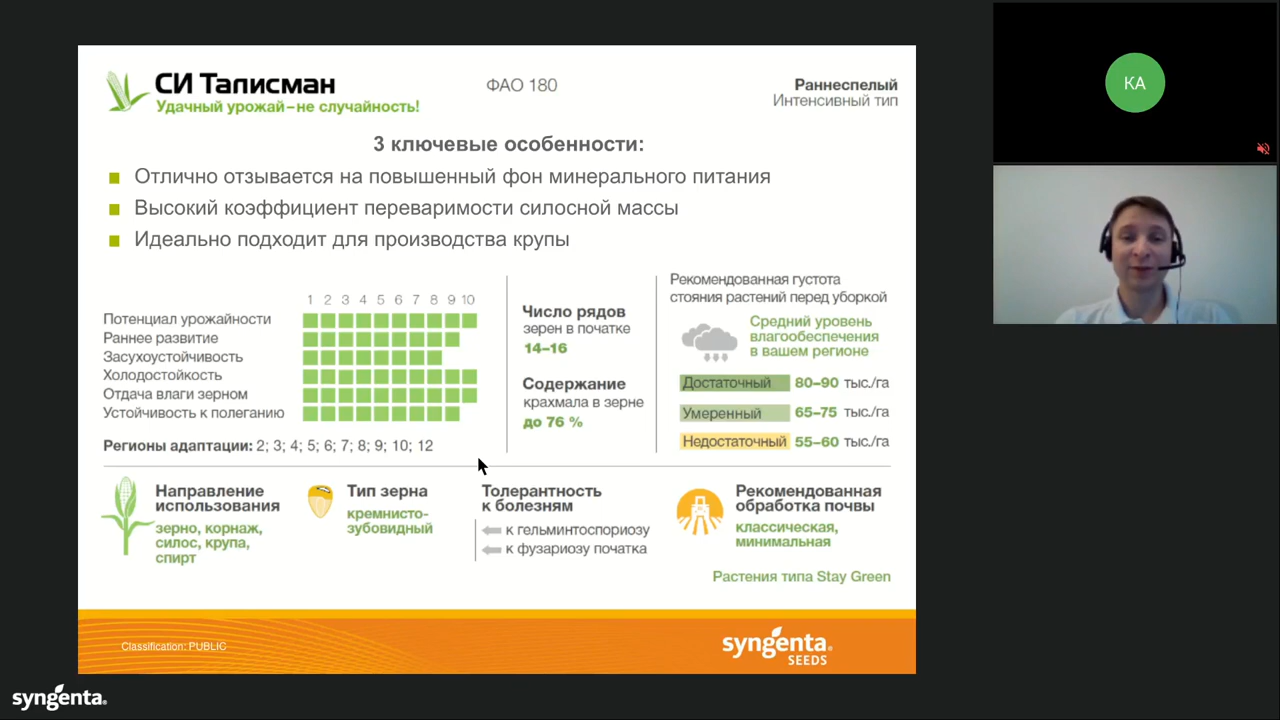 СИ Талисман
Удачный урожай – не случайность!
ФАО 180
Раннеспелый
Интенсивный тип
3 ключевые особенности:
Отлично отзывается на повышенный фон минерального питания
Высокий коэффициент переваримости силосной массы
Идеально подходит для производства крупы
1 2 3 4 5 6 7 8 9 10
Потенциал урожайности
Раннее развитие
Засухоустойчивость
Холодостойкость
Отдача влаги зерном
Устойчивость к полеганию
Регионы адаптации: 2; 3; 4; 5; 6; 7; 8; 9; 10; 12
Число рядов
зерен в початке
14–16
Содержание
крахмала в зерне
до 76 %
Рекомендованная густота
стояния растений перед уборкой
Средний уровень
влагообеспечения
в вашем регионе
Достаточный 80–90 тыс./га
Умеренный 65–75 тыс./га
Недостаточный 55–60 тыс./га
Направление
использования
зерно, корнаж,
силос, крупа,
спирт
Тип зерна
кремнисто-
зубовидный
Толерантность
к болезням
к гельминтоспориозу
к фузариозу початка
Рекомендованная
обработка почвы
классическая,
минимальная
Растения типа Stay Green
Classification: PUBLIC
syngenta
SEEDS
syngenta
КА